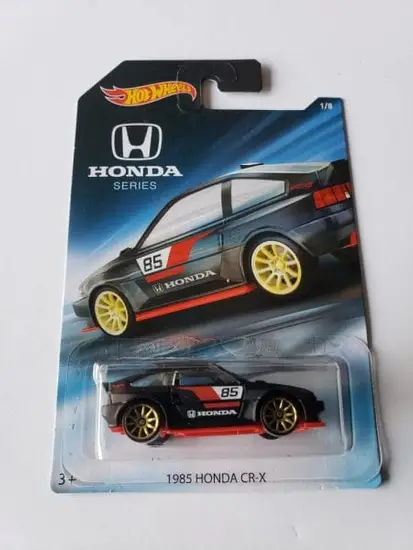 Hot Wheels
1/8
HONDA
SERIES
85
HONDA
85
HONDA
3+
1985 HONDA CR-X